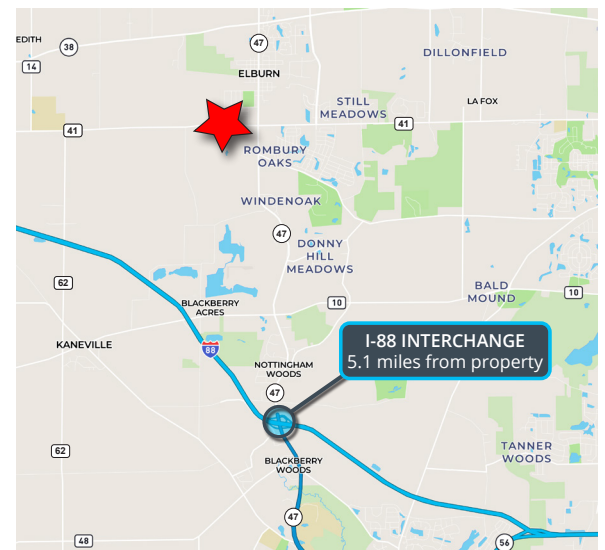 47
EDITH
38
DILLONFIELD
14
ELBURN
STILL
MEADOWS
LA FOX
41
41
ROMBURY
OAKS
WINDENOAK
47
DONNY
HILL
MEADOWS
62
BALD
MOUND
10
10
BLACKBERRY
ACRES
I-88 INTERCHANGE
5.1 miles from property
KANEVILLE
88
NOTTINGHAM
WOODS
47
62
TANNER
WOODS
BLACKBERRY
WOODS
47
48
56